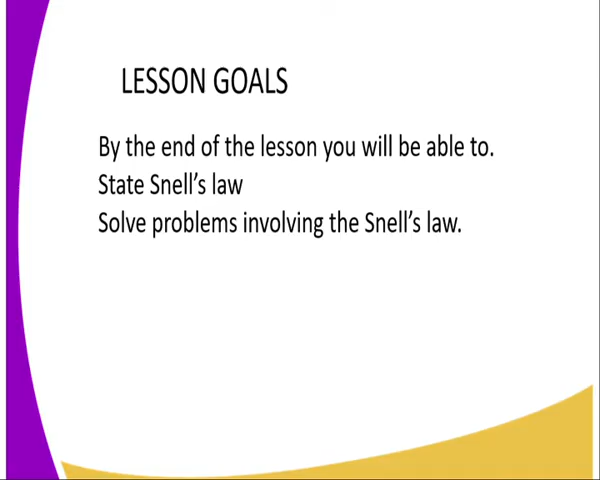 LESSON GOALS
By the end of the lesson you will be able to.
State Snell’s law
Solve problems involving the Snell’s law.